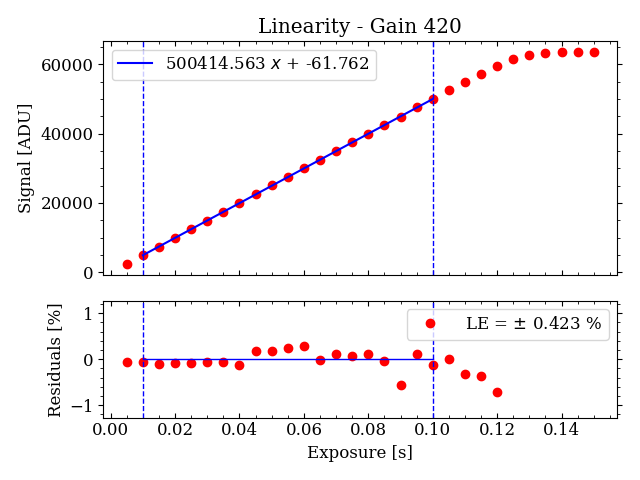 Linearity - Gain 420
500414.563 x + -61.762
Signal [ADU]
60000
40000
20000
0
LE = ± 0.423 %
Residuals [%]
1
0
−1
0.00 0.02 0.04 0.06 0.08 0.10 0.12 0.14
Exposure [s]